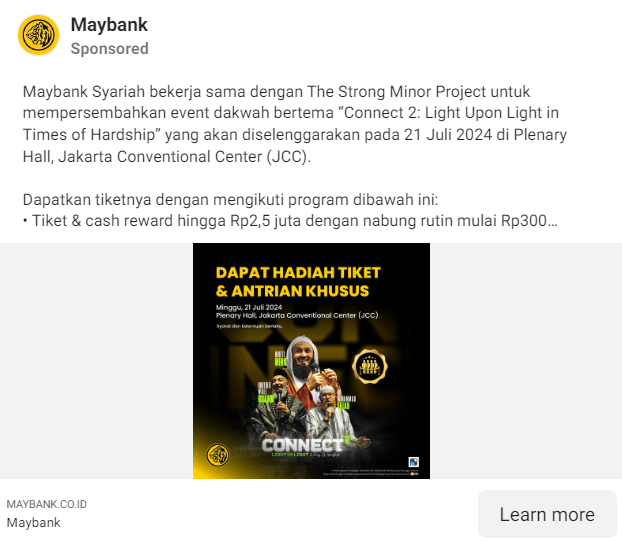 Maybank
Sponsored
Maybank Syariah bekerja sama dengan The Strong Minor Project untuk
mempersembahkan event dakwah bertema “Connect 2: Light Upon Light in
Times of Hardship” yang akan diselenggarakan pada 21 Juli 2024 di Plenary
Hall, Jakarta Conventional Center (JCC).
Dapatkan tiketnya dengan mengikuti program dibawah ini:
• Tiket & cash reward hingga Rp2,5 juta dengan nabung rutin mulai Rp300...
DAPAT HADIAH TIKET
& ANTRIAN KHUSUS
Minggu, 21 Juli 2024
Plenary Hall, Jakarta Conventional Center (JCC)
Syarat dan ketentuan berlaku.
MUFTI
MENK
CONNECT
MAYBANK.CO.ID
Maybank
Learn more